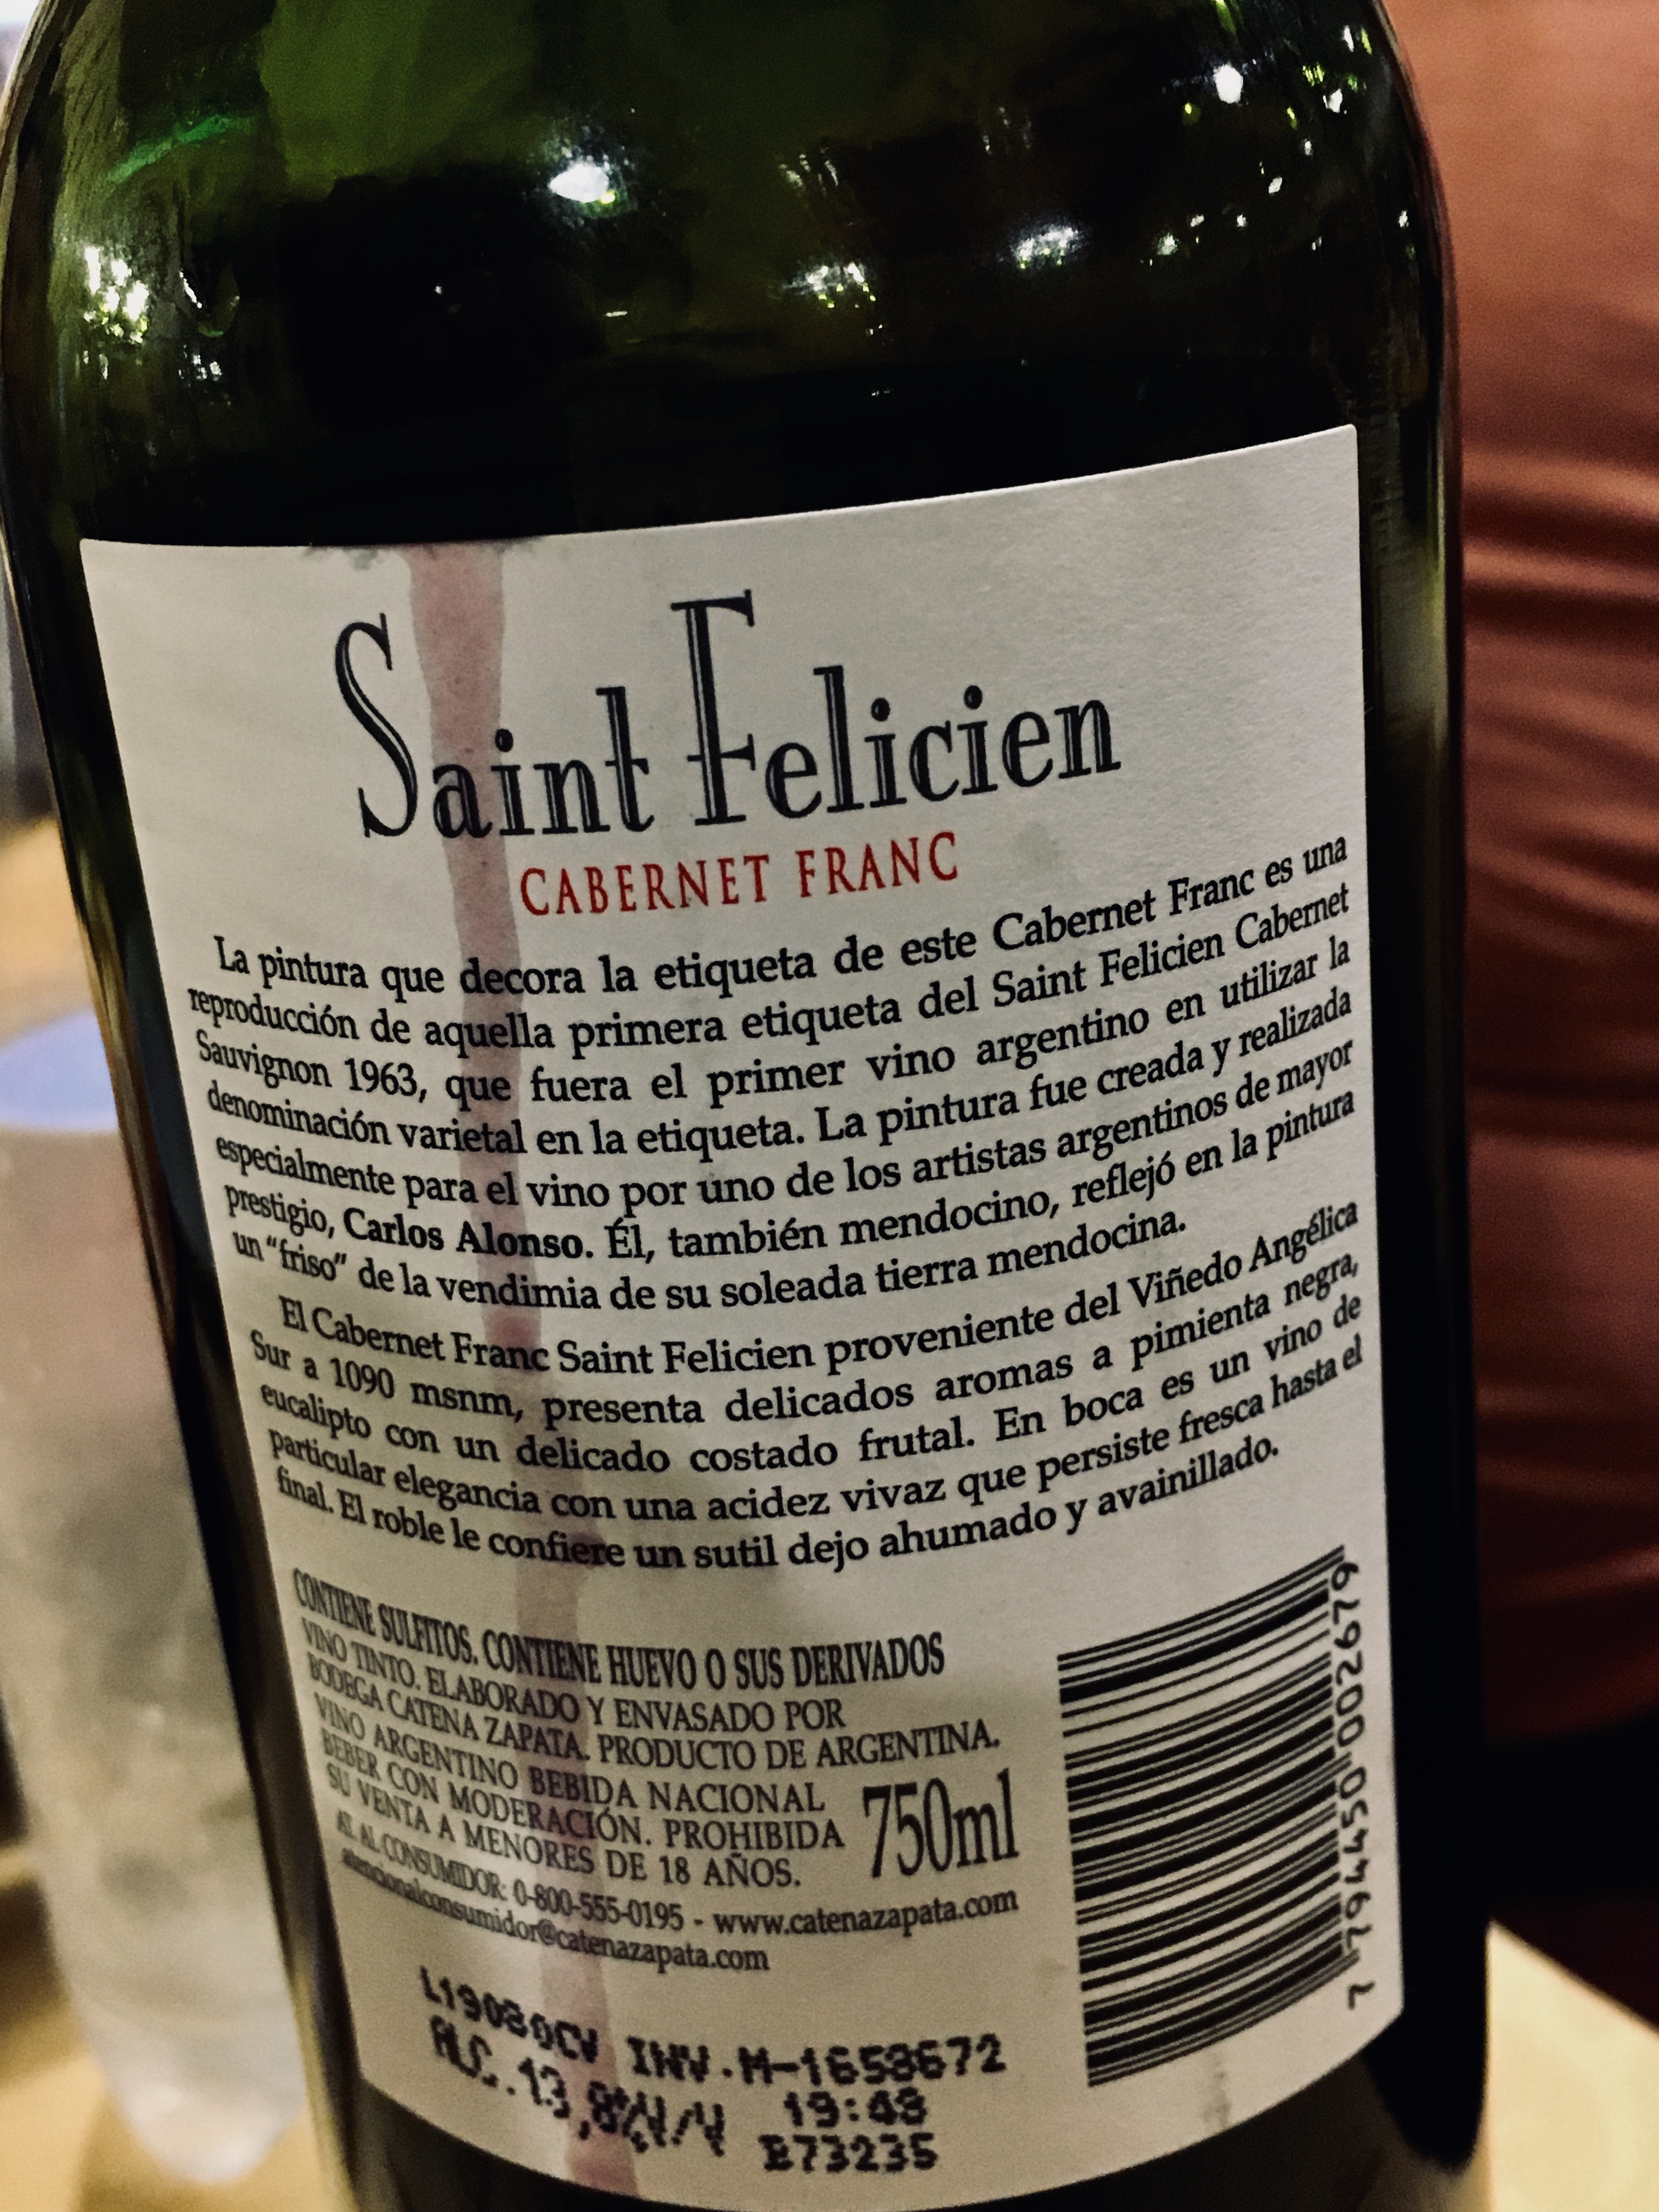 Saint Felicien
CABERNET FRANC
La pintura que decora la etiqueta de este Cabernet Franc es una
reproducción de aquella primera etiqueta del Saint Felicien Cabernet
Sauvignon 1963, que fuera el primer vino argentino en utilizar la
denominación varietal en la etiqueta. La pintura fue creada y realizada
especialmente para el vino por uno de los artistas argentinos de mayor
prestigio, Carlos Alonso. Él, también mendocino, reflejó en la pintura
un "friso" de la vendimia de su soleada tierra mendocina.
El Cabernet Franc Saint Felicien proveniente del Viñedo Angélica
Sur a 1090 msnm, presenta delicados aromas a pimienta negra,
eucalipto con un delicado costado frutal. En boca es un vino de
particular elegancia con una acidez vivaz que persiste fresca hasta el
final. El roble le confiere un sutil dejo ahumado y avainillado.
CONTIENE SULFITOS. CONTIENE HUEVO O SUS DERIVADOS
VINO TINTO. ELABORADO Y ENVASADO POR
BODEGA CATENA ZAPATA. PRODUCTO DE ARGENTINA.
VINO ARGENTINO BEBIDA NACIONAL
BEBER CON MODERACIÓN. PROHIBIDA
SU VENTA A MENORES DE 18 AÑOS.
750ml
AT. AL CONSUMIDOR: 0-800-555-0195 - www.catenazapata.com
atencionalconsumidor@catenazapata.com
7 794450 002679
INV.M-1658672
ALC.13,8%V/V 19:48
B73235